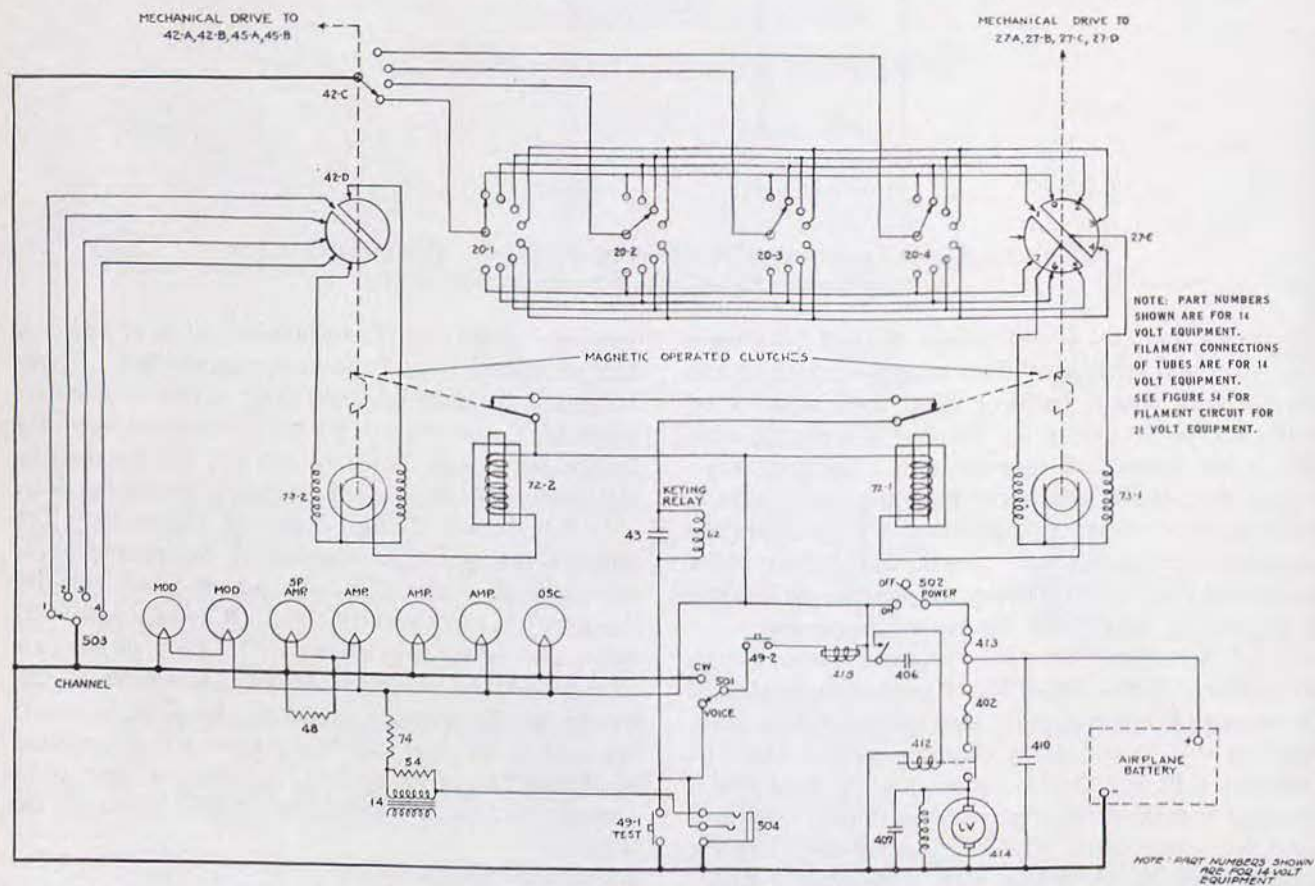 MECHANICAL DRIVE TO
42-A, 42-B, 45-A, 45-B
MECHANICAL DRIVE TO
27A, 27-B, 27-C, 27-D
42-C
42-D
20-1
20-2
20-3
20-4
27-E
NOTE: PART NUMBERS
SHOWN ARE FOR 14
VOLT EQUIPMENT.
FILAMENT CONNECTIONS
OF TUBES ARE FOR 14
VOLT EQUIPMENT.
SEE FIGURE 51 FOR
FILAMENT CIRCUIT FOR
VOLT EQUIPMENT.
MAGNETIC OPERATED CLUTCHES
73-2
72-2
KEYING
RELAY
43
62
72-1
73-1
OFF
502
POWER
ON
1
2
3
4
503
CHANNEL
MOD
MOD
SP.
AMP.
AMP.
AMP.
AMP.
OSC.
48
74
54
14
CW
501
VOICE
49-2
415
406
413
402
412
410
AIRPLANE
BATTERY
+
-
49-1
TEST
504
407
LV
414
NOTE: PART NUMBERS SHOWN
ARE FOR 14 VOLT
EQUIPMENT